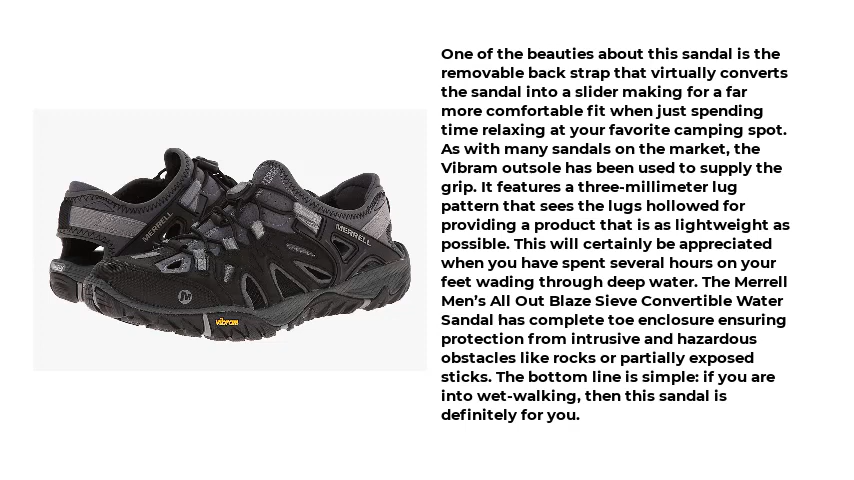 One of the beauties about this sandal is the
removable back strap that virtually converts
the sandal into a slider making for a far
more comfortable fit when just spending
time relaxing at your favorite camping spot.
As with many sandals on the market, the
Vibram outsole has been used to supply the
grip. It features a three-millimeter lug
pattern that sees the lugs hollowed for
providing a product that is as lightweight as
possible. This will certainly be appreciated
when you have spent several hours on your
feet wading through deep water. The Merrell
Men’s All Out Blaze Sieve Convertible Water
Sandal has complete toe enclosure ensuring
protection from intrusive and hazardous
obstacles like rocks or partially exposed
sticks. The bottom line is simple: if you are
into wet-walking, then this sandal is
definitely for you.
MERRELL
MERRELL
vibram